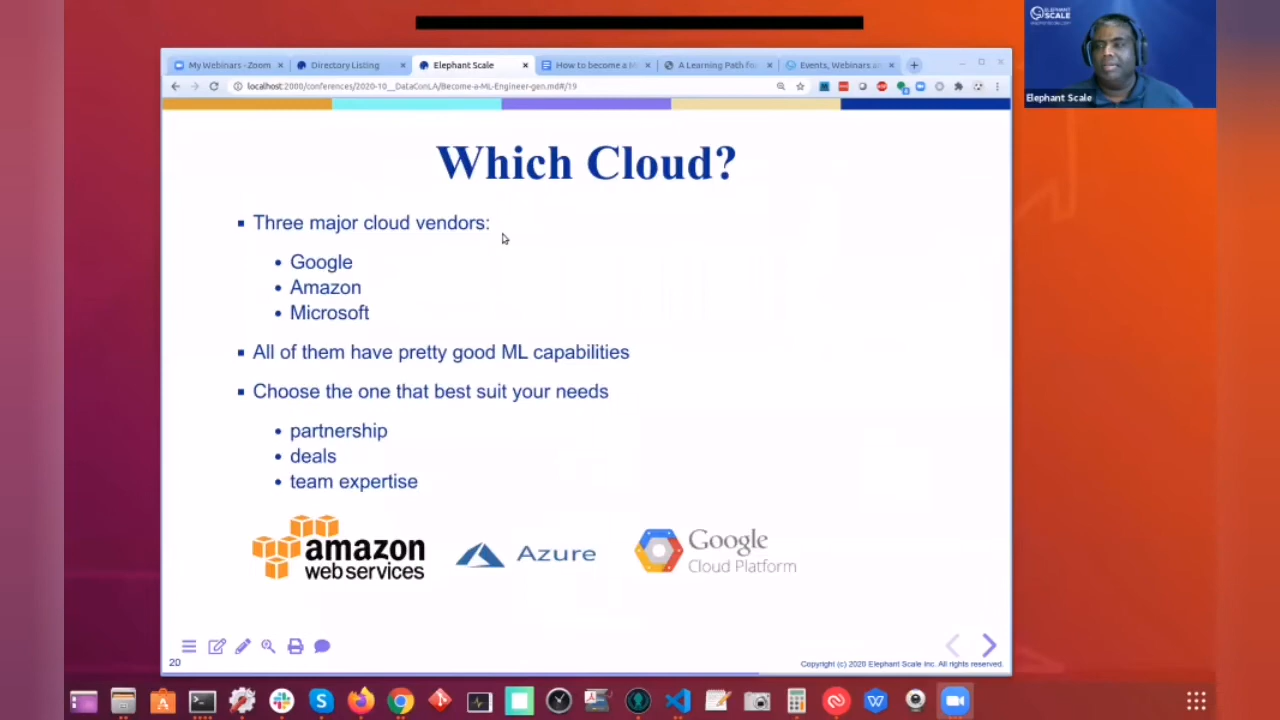 ELEPHANT
SCALE
elephantscale.com
Elephant Scale
My Webinars - Zoom
Directory Listing
Elephant Scale
How to become a M
A Learning Path fo
Events, Webinars an
localhost:2000/conferences/2020-10__DataConLA/Become-a-ML-Engineer-gen.md#/19
Which Cloud?
Three major cloud vendors:
Google
Amazon
Microsoft
All of them have pretty good ML capabilities
Choose the one that best suit your needs
partnership
deals
team expertise
amazon
web services
Azure
Google
Cloud Platform
20
Copyright (c) 2020 Elephant Scale Inc. All rights reserved.